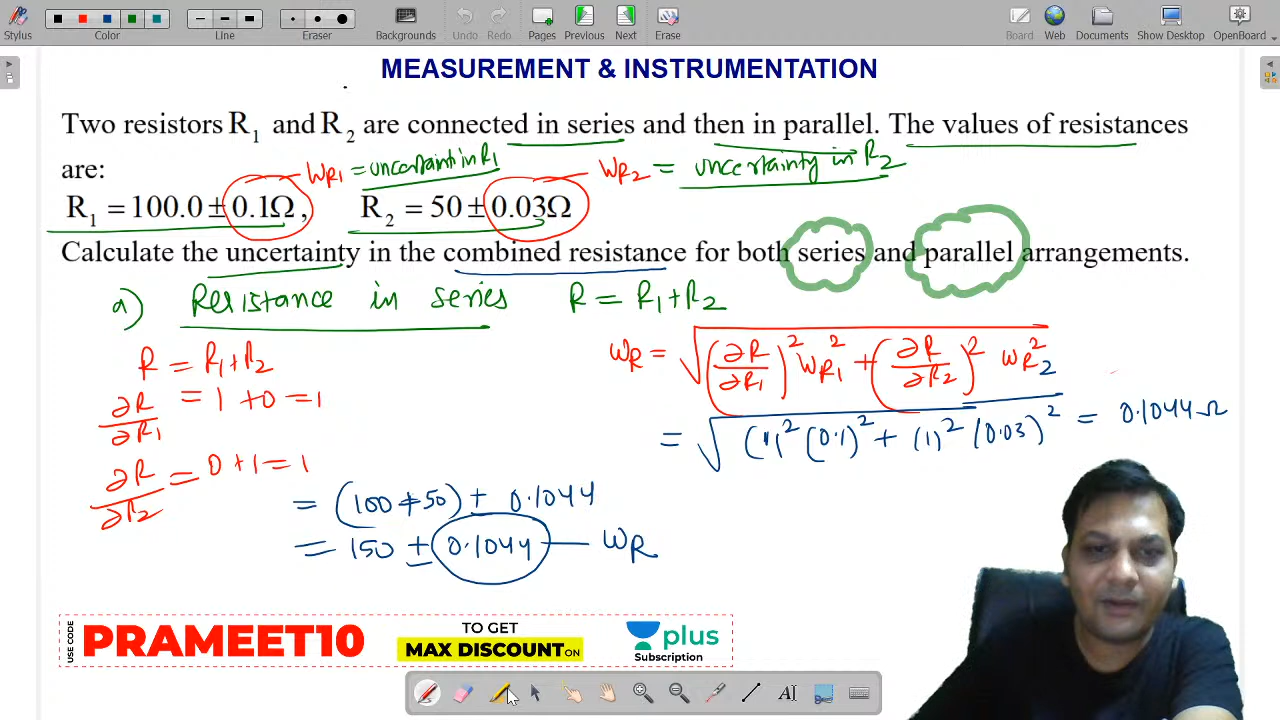 Stylus Color Line Eraser Backgrounds Undo Redo Pages Previous Next Erase Board Web Documents Show Desktop OpenBoard
MEASUREMENT & INSTRUMENTATION
Two resistors R1 and R2 are connected in series and then in parallel. The values of resistances
are:
WR1 = uncertaint in R1 WR2 = uncertainty in R2
R1 = 100.0 ± 0.1Ω, R2 = 50 ± 0.03Ω
Calculate the uncertainty in the combined resistance for both series and parallel arrangements.
a) Resistance in series R = R1 + R2
R = R1 + R2
∂R/∂R1 = 1 + 0 = 1
∂R/∂R2 = 0 + 1 = 1
WR = √((∂R/∂R1)² WR1² + (∂R/∂R2)² WR2²)
= √((1)² (0.1)² + (1)² (0.03)²) = 0.1044 Ω
= (100 + 50) ± 0.1044
= 150 ± 0.1044 — WR
USE CODE
PRAMEET10
TO GET
MAX DISCOUNT ON
plus
Subscription